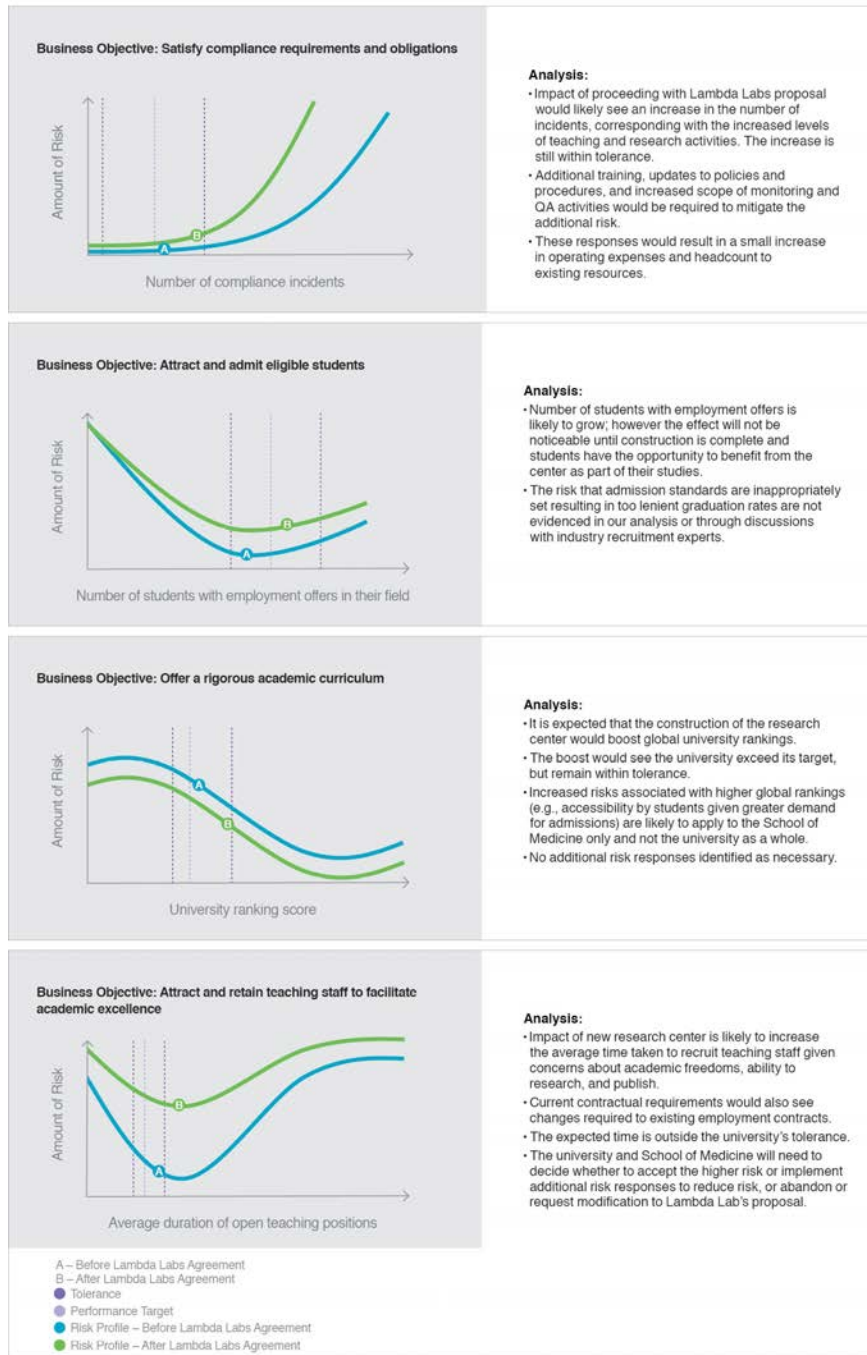 Business Objective: Satisfy compliance requirements and obligations
Amount of Risk
A
B
Number of compliance incidents
Analysis:
• Impact of proceeding with Lambda Labs proposal
would likely see an increase in the number of
incidents, corresponding with the increased levels
of teaching and research activities. The increase is
still within tolerance.
• Additional training, updates to policies and
procedures, and increased scope of monitoring and
QA activities would be required to mitigate the
additional risk.
• These responses would result in a small increase
in operating expenses and headcount to
existing resources.
Business Objective: Attract and admit eligible students
Amount of Risk
B
A
Number of students with employment offers in their field
Analysis:
• Number of students with employment offers is
likely to grow; however the effect will not be
noticeable until construction is complete and
students have the opportunity to benefit from the
center as part of their studies.
• The risk that admission standards are inappropriately
set resulting in too lenient graduation rates are not
evidenced in our analysis or through discussions
with industry recruitment experts.
Business Objective: Offer a rigorous academic curriculum
Amount of Risk
A
B
University ranking score
Analysis:
• It is expected that the construction of the research
center would boost global university rankings.
• The boost would see the university exceed its target,
but remain within tolerance.
• Increased risks associated with higher global rankings
(e.g., accessibility by students given greater demand
for admissions) are likely to apply to the School of
Medicine only and not the university as a whole.
• No additional risk responses identified as necessary.
Business Objective: Attract and retain teaching staff to facilitate
academic excellence
Amount of Risk
B
A
Average duration of open teaching positions
Analysis:
• Impact of new research center is likely to increase
the average time taken to recruit teaching staff given
concerns about academic freedoms, ability to
research, and publish.
• Current contractual requirements would also see
changes required to existing employment contracts.
• The expected time is outside the university's tolerance.
• The university and School of Medicine will need to
decide whether to accept the higher risk or implement
additional risk responses to reduce risk, or abandon or
request modification to Lambda Lab's proposal.
A – Before Lambda Labs Agreement
B – After Lambda Labs Agreement
Tolerance
Performance Target
Risk Profile – Before Lambda Labs Agreement
Risk Profile – After Lambda Labs Agreement